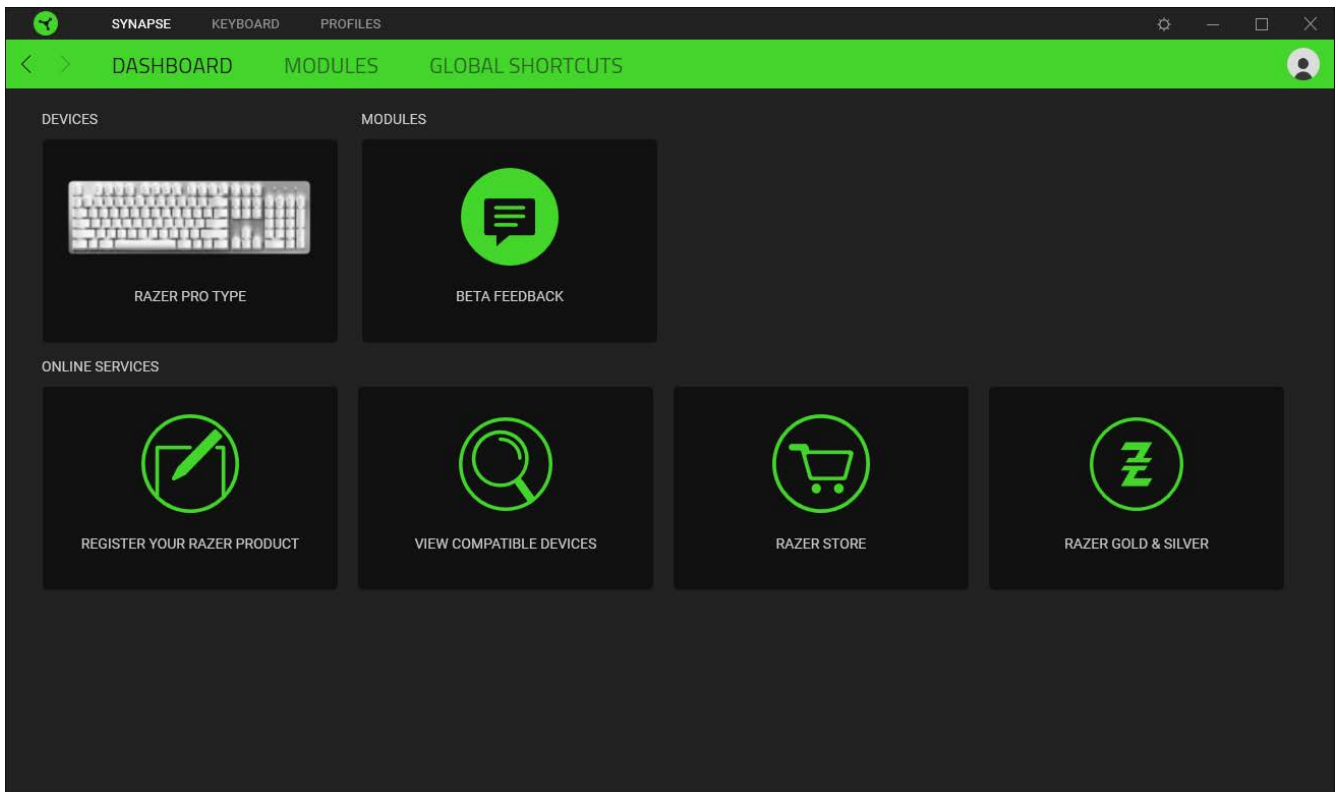 SYNAPSE KEYBOARD PROFILES
DASHBOARD MODULES GLOBAL SHORTCUTS
DEVICES MODULES
RAZER PRO TYPE BETA FEEDBACK
ONLINE SERVICES
REGISTER YOUR RAZER PRODUCT VIEW COMPATIBLE DEVICES RAZER STORE RAZER GOLD & SILVER